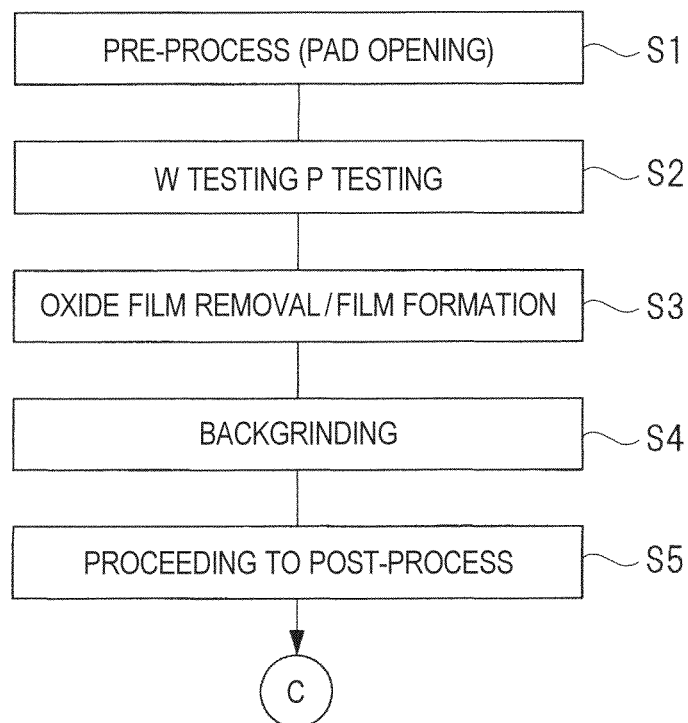 PRE-PROCESS (PAD OPENING) S1
W TESTING P TESTING S2
OXIDE FILM REMOVAL / FILM FORMATION S3
BACKGRINDING S4
PROCEEDING TO POST-PROCESS S5
C